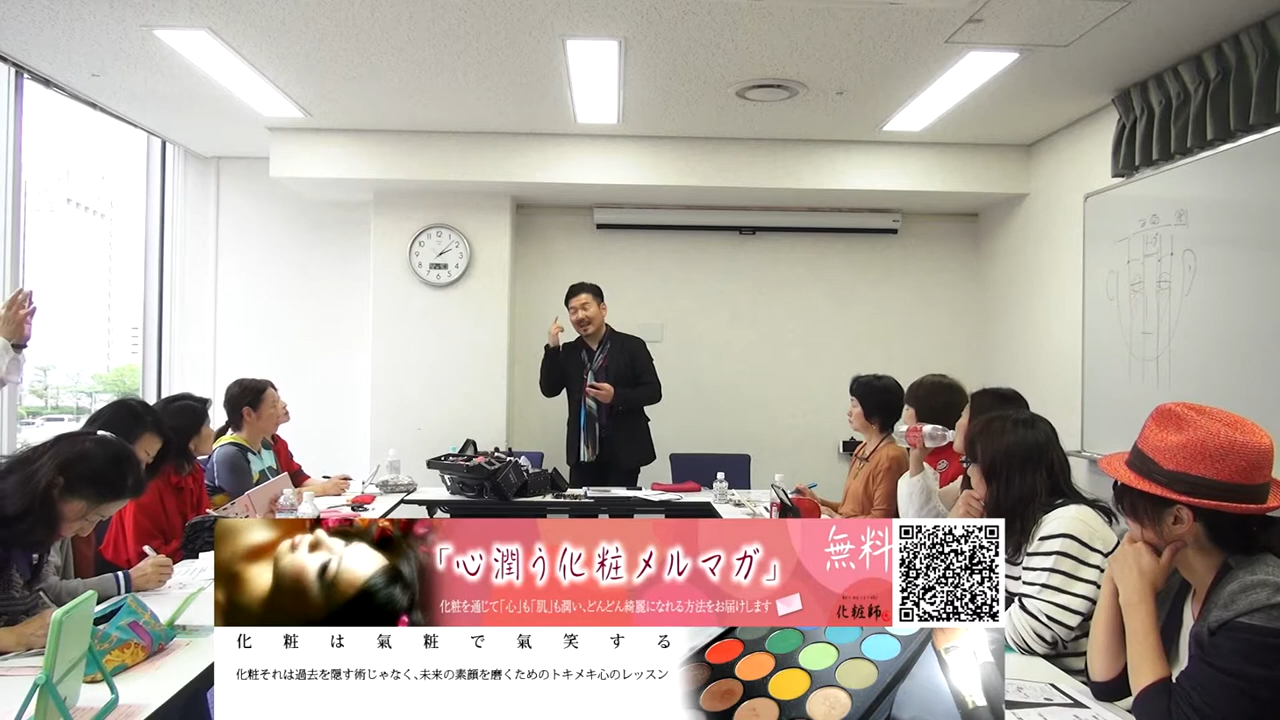 「心潤う化粧メルマガ」
無料
化粧を通じて「心」も「肌」も潤い、どんどん綺麗になれる方法をお届けします
化粧師
化粧は氣粧で氣笑する
化粧それは過去を隠す術じゃなく、未来の素顔を磨くためのトキメキ心のレッスン